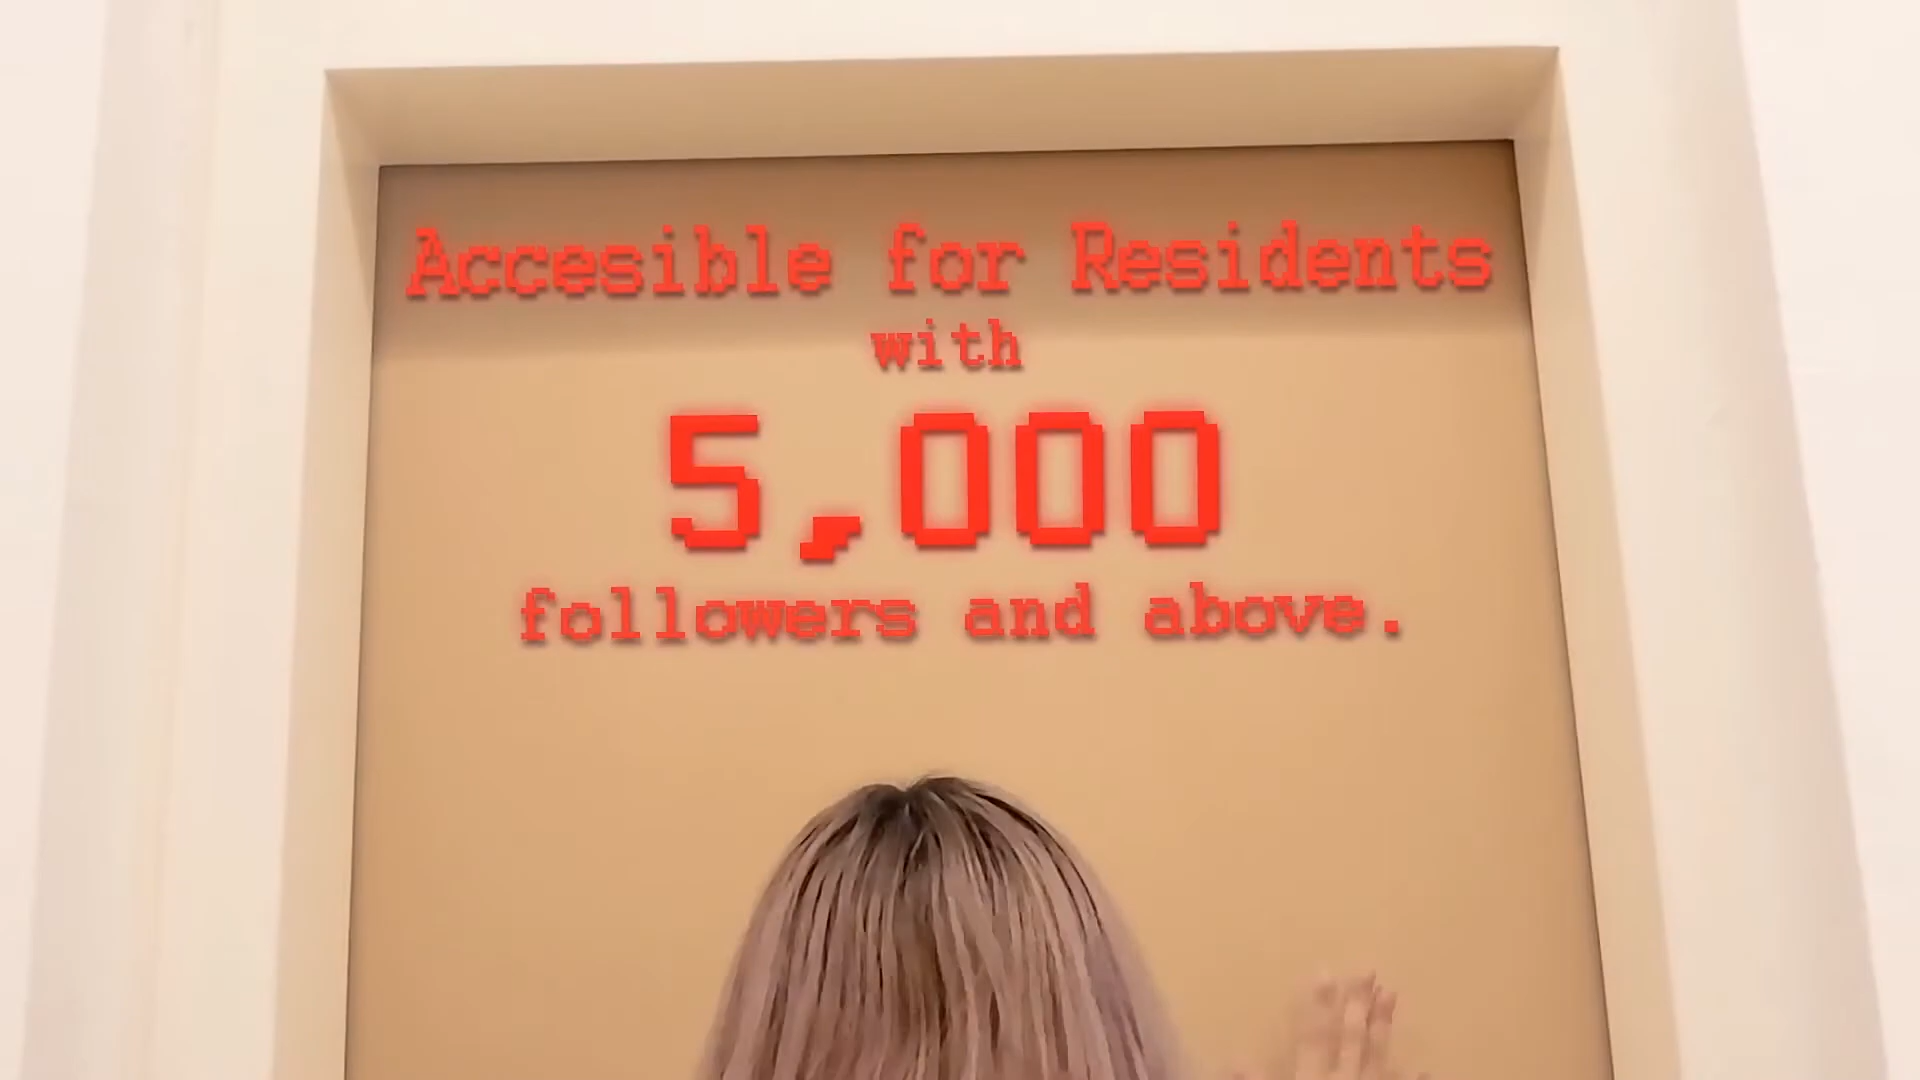 Accesible for Residents
with
5,000
followers and above.